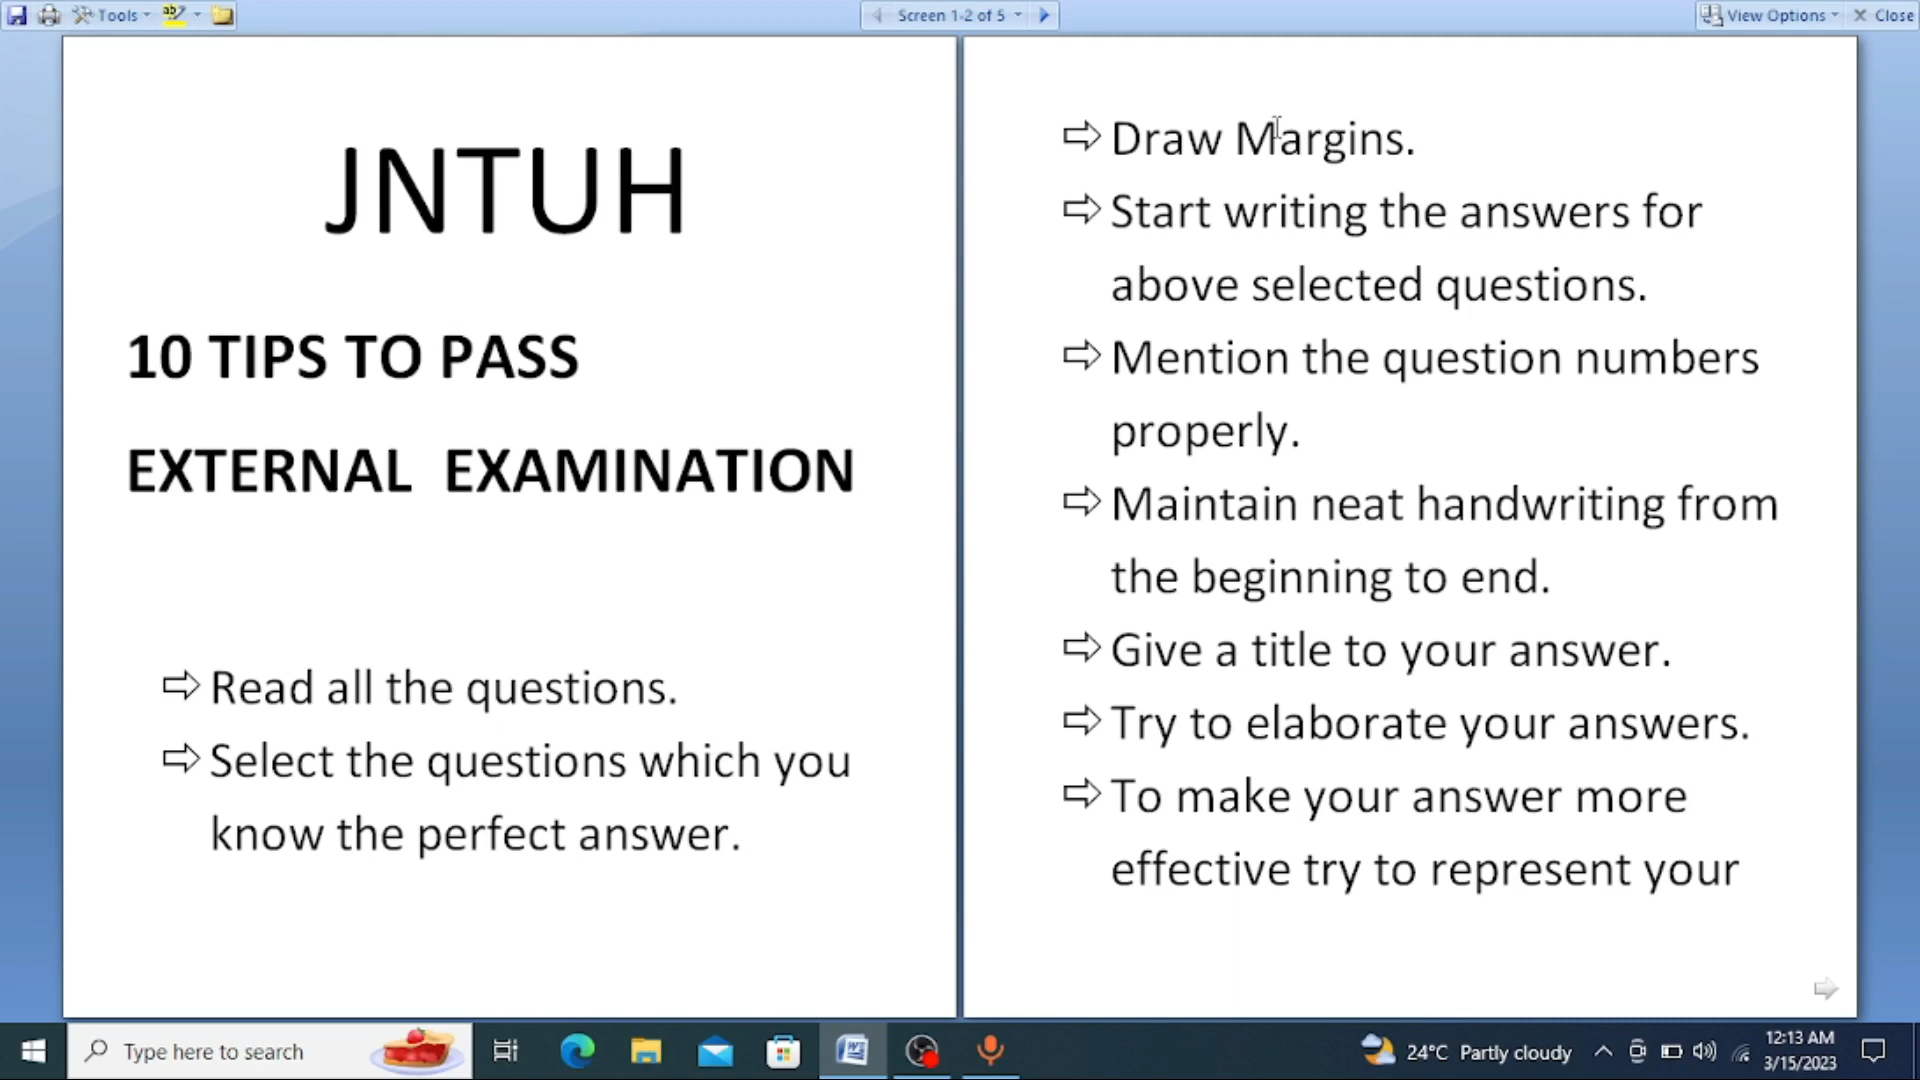 Tools
Screen 1-2 of 5
View Options
Close
JNTUH
10 TIPS TO PASS
EXTERNAL EXAMINATION
⇨ Read all the questions.
⇨ Select the questions which you
know the perfect answer.
⇨ Draw Margins.
⇨ Start writing the answers for
above selected questions.
⇨ Mention the question numbers
properly.
⇨ Maintain neat handwriting from
the beginning to end.
⇨ Give a title to your answer.
⇨ Try to elaborate your answers.
⇨ To make your answer more
effective try to represent your
Type here to search
24°C Partly cloudy
12:13 AM
3/15/2023